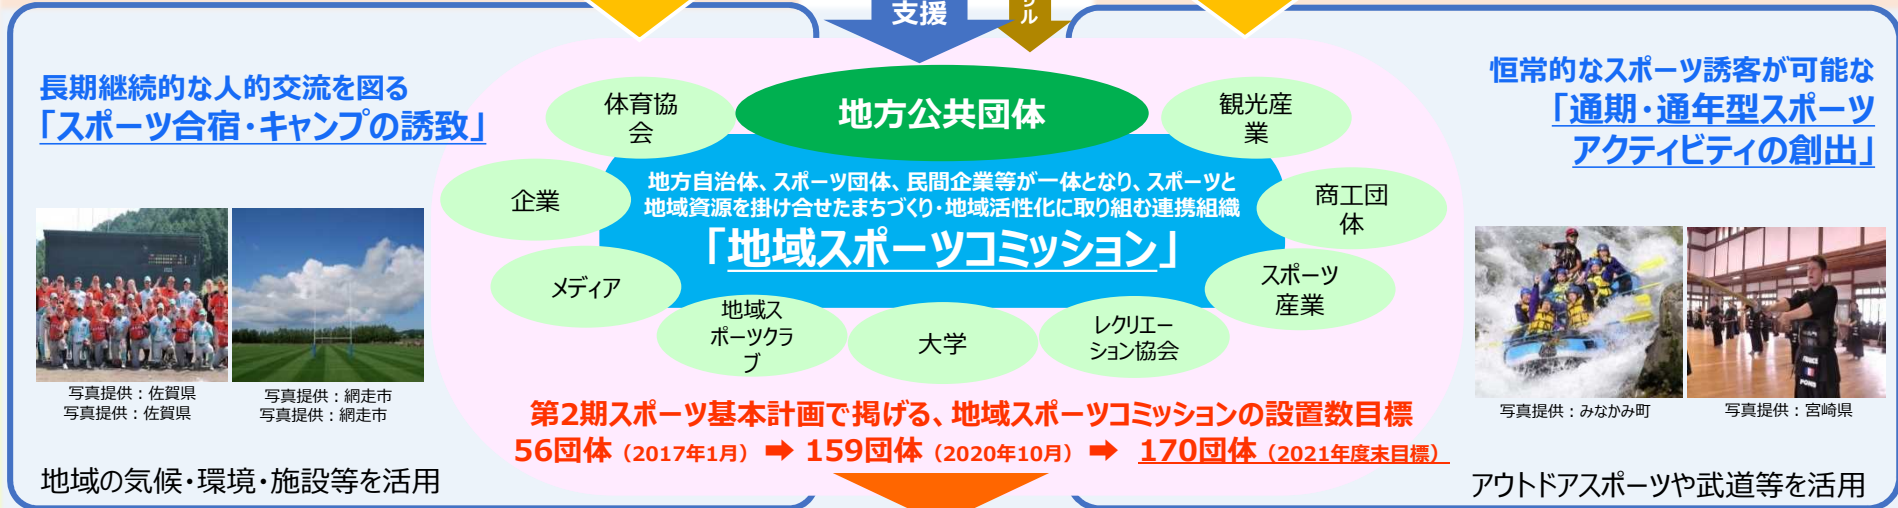 支援
ル
長期継続的な人的交流を図る
「スポーツ合宿・キャンプの誘致」
写真提供：佐賀県
写真提供：佐賀県
写真提供：網走市
写真提供：網走市
地域の気候・環境・施設等を活用
地方公共団体
体育協
会
観光産
業
企業
商工団
体
メディア
スポーツ
産業
地域ス
ポーツクラ
ブ
大学
レクリエー
ション協会
地方自治体、スポーツ団体、民間企業等が一体となり、スポーツと
地域資源を掛け合せたまちづくり・地域活性化に取り組む連携組織
「地域スポーツコミッション」
第2期スポーツ基本計画で掲げる、地域スポーツコミッションの設置数目標
56団体（2017年1月）➡ 159団体（2020年10月）➡ 170団体（2021年度末目標）
恒常的なスポーツ誘客が可能な
「通期・通年型スポーツ
アクティビティの創出」
写真提供：みなかみ町
写真提供：宮崎県
アウトドアスポーツや武道等を活用